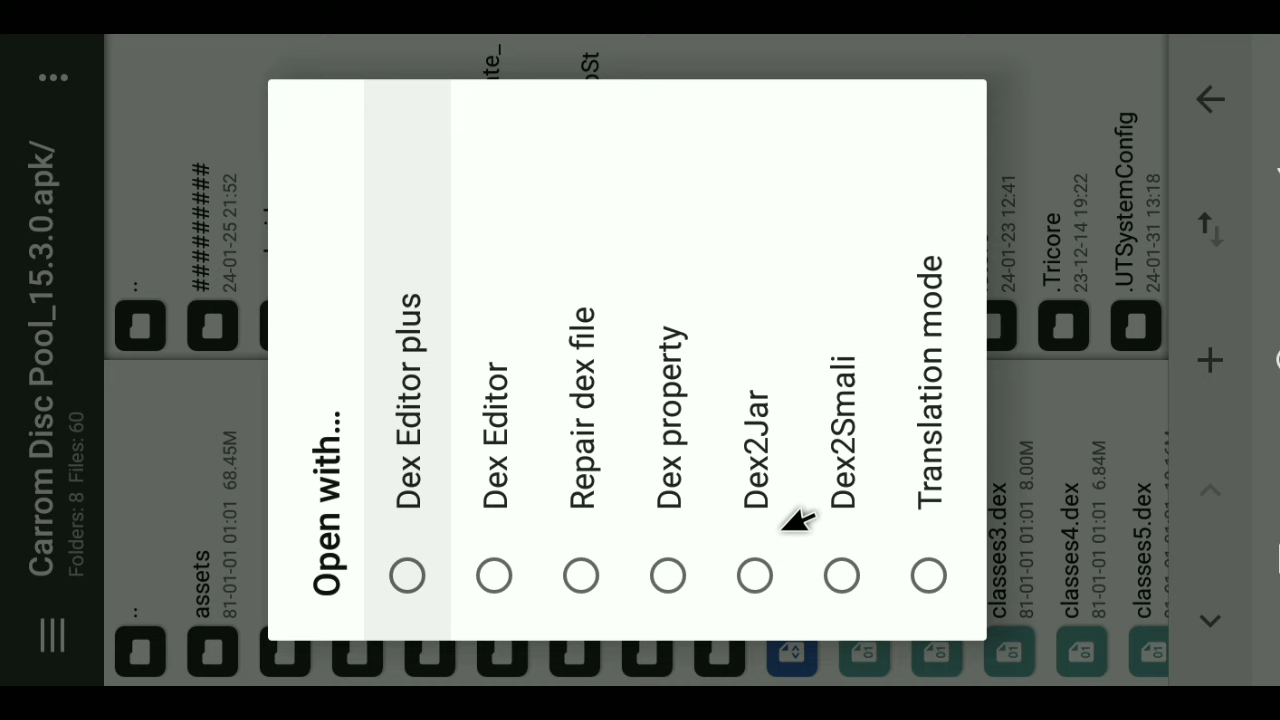 Carrom Disc Pool_15.3.0.apk/
Folders: 8 Files: 60
..
assets
81-01-01 01:01 68.45M
classes3.dex
81-01-01 01:01 8.00M
classes4.dex
81-01-01 01:01 6.84M
classes5.dex
..
#########
24-01-25 21:52
24-01-23 12:41
.Tricore
23-12-14 19:22
.UTSystemConfig
24-01-31 13:18
Open with...
Dex Editor plus
Dex Editor
Repair dex file
Dex property
Dex2Jar
Dex2Smali
Translation mode